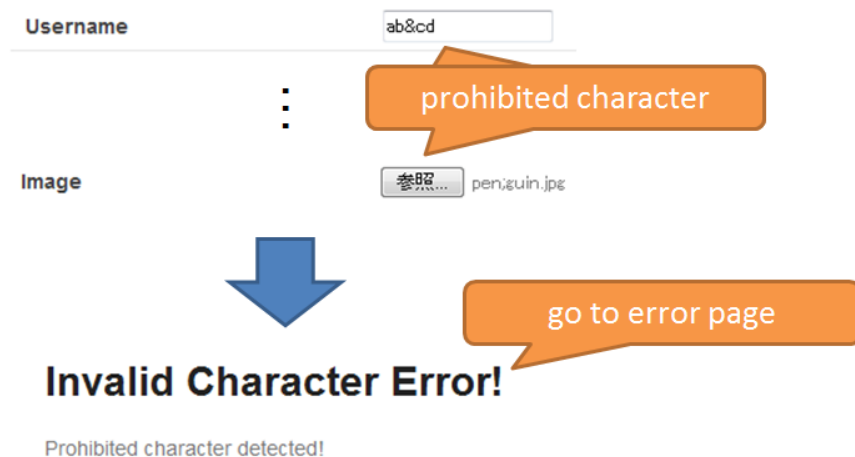 Username ab&cd
prohibited character
Image 参照... pen;guin.jpg
go to error page
Invalid Character Error!
Prohibited character detected!